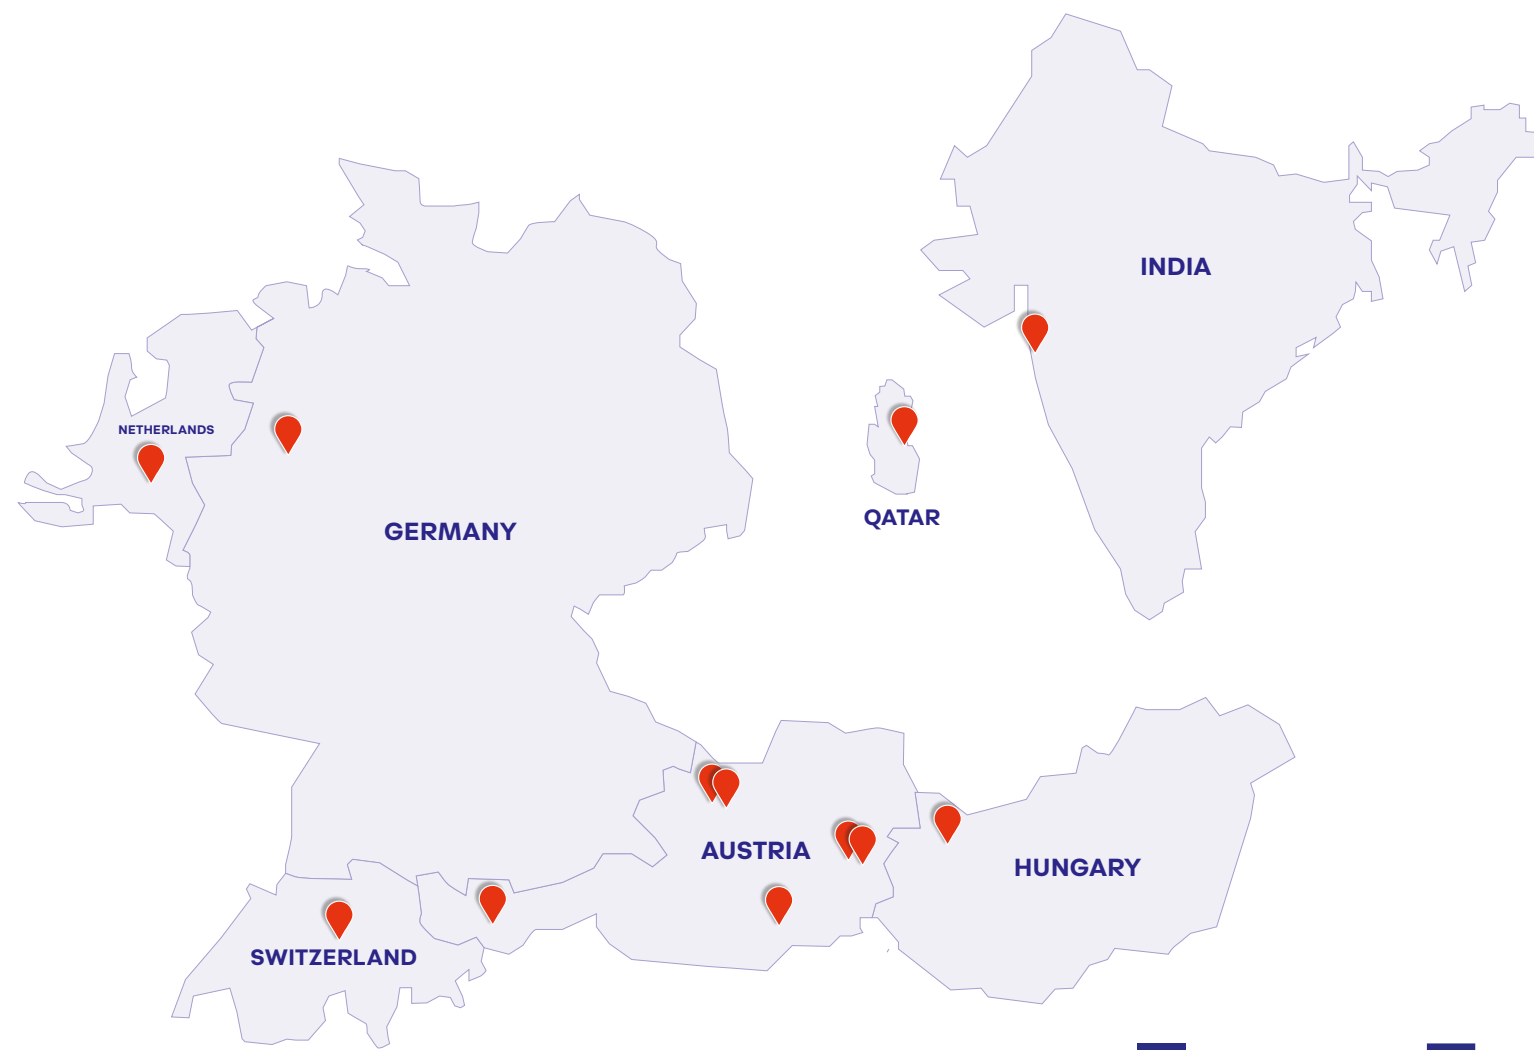 INDIA
NETHERLANDS
QATAR
GERMANY
AUSTRIA
HUNGARY
SWITZERLAND